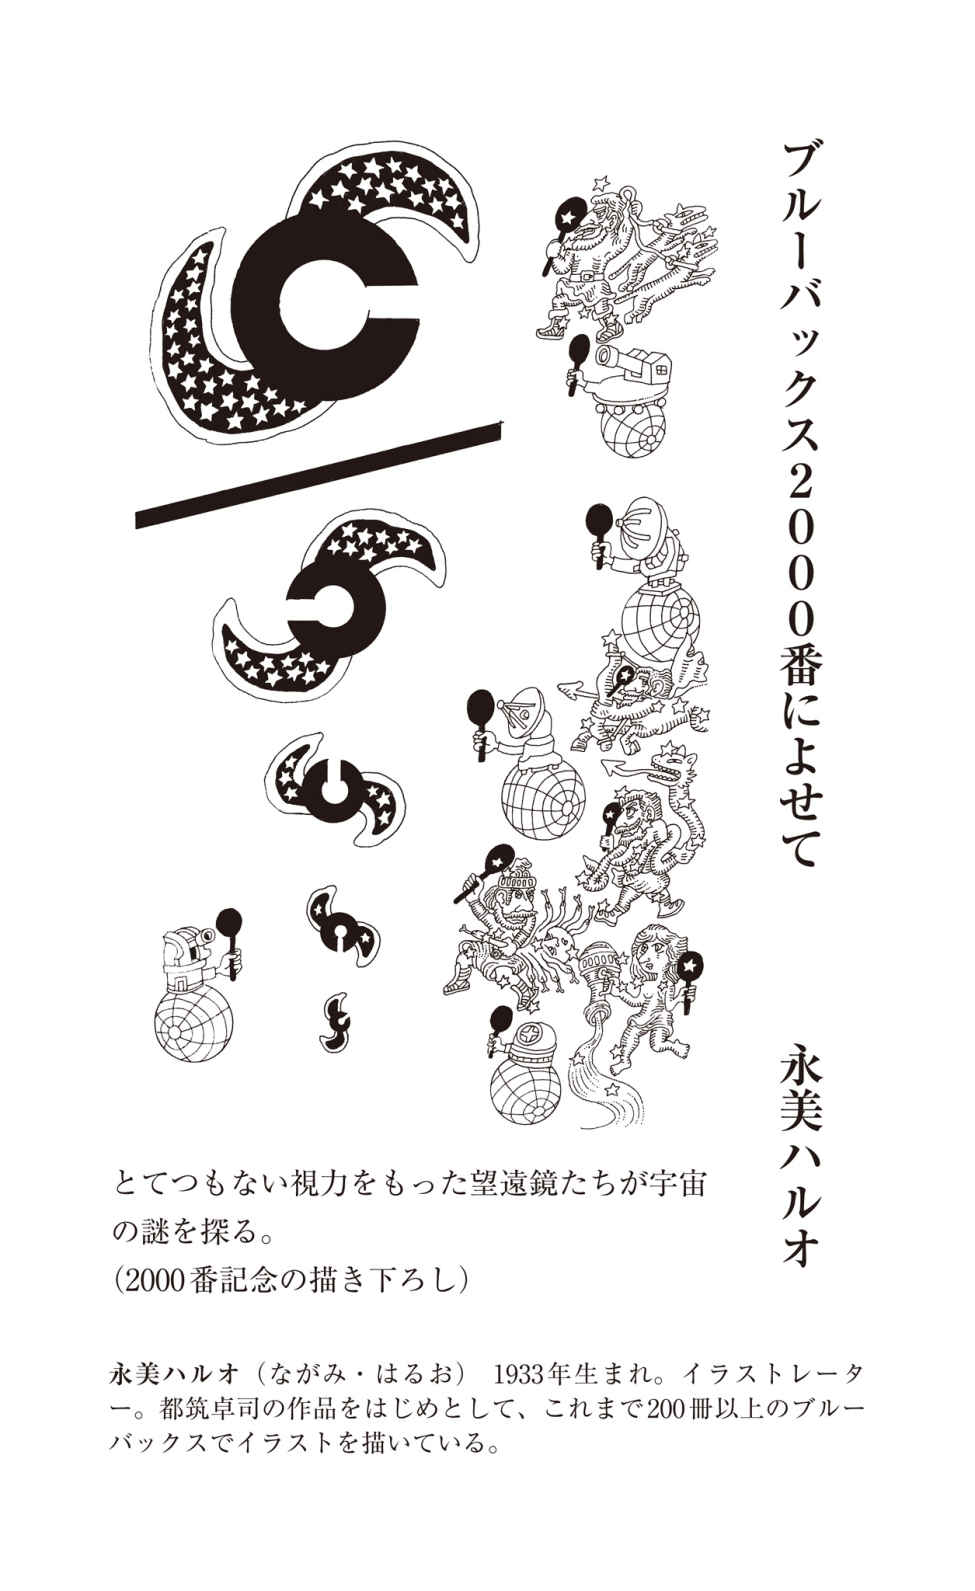 ブルーバックス2000番によせて
永美ハルオ
とてつもない視力をもった望遠鏡たちが宇宙
の謎を探る。
（2000番記念の描き下ろし）
永美ハルオ（ながみ・はるお） 1933年生まれ。イラストレータ
ー。都筑卓司の作品をはじめとして、これまで200冊以上のブルー
バックスでイラストを描いている。